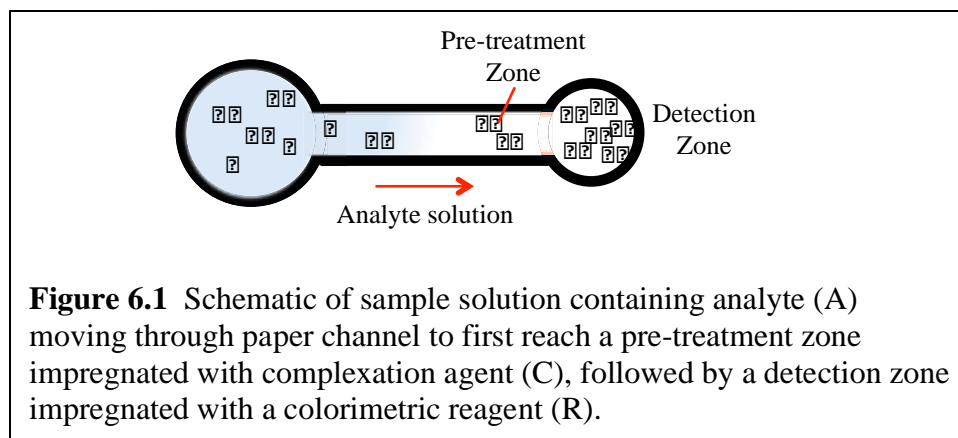 Pre-treatment
Zone
Detection
Zone
Analyte solution
Figure 6.1 Schematic of sample solution containing analyte (A)
moving through paper channel to first reach a pre-treatment zone
impregnated with complexation agent (C), followed by a detection zone
impregnated with a colorimetric reagent (R).